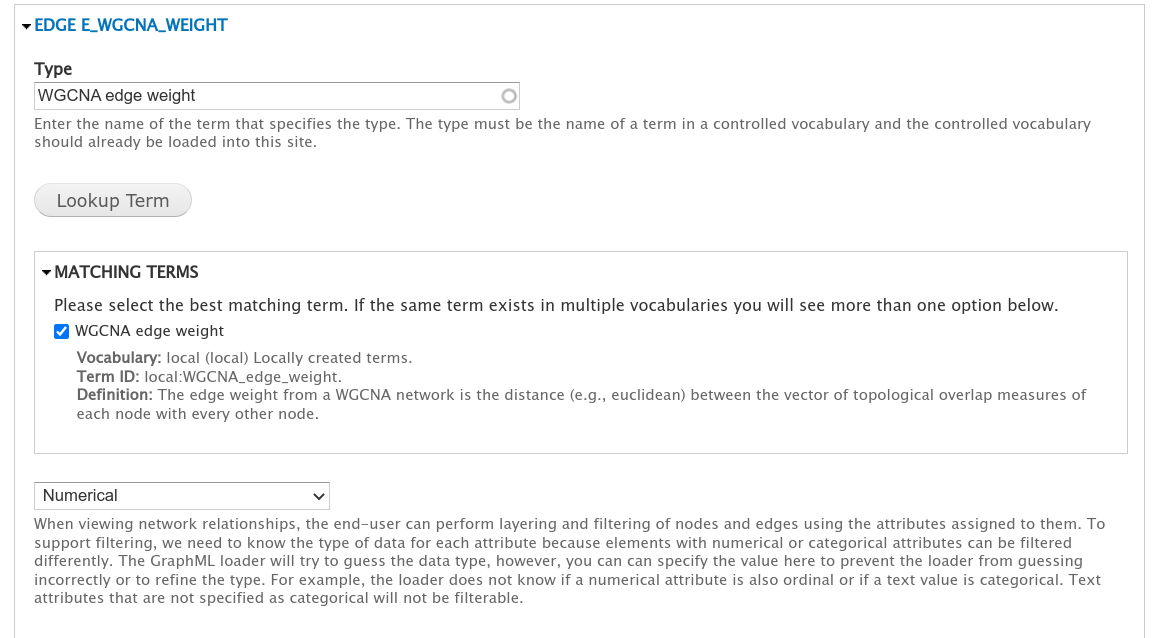 EDGE E_WGCNA_WEIGHT
Type
WGCNA edge weight
Enter the name of the term that specifies the type. The type must be the name of a term in a controlled vocabulary and the controlled vocabulary
should already be loaded into this site.
Lookup Term
MATCHING TERMS
Please select the best matching term. If the same term exists in multiple vocabularies you will see more than one option below.
WGCNA edge weight
Vocabulary: local (local) Locally created terms.
Term ID: local:WGCNA_edge_weight.
Definition: The edge weight from a WGCNA network is the distance (e.g., euclidean) between the vector of topological overlap measures of
each node with every other node.
Numerical
When viewing network relationships, the end-user can perform layering and filtering of nodes and edges using the attributes assigned to them. To
support filtering, we need to know the type of data for each attribute because elements with numerical or categorical attributes can be filtered
differently. The GraphML loader will try to guess the data type, however, you can can specify the value here to prevent the loader from guessing
incorrectly or to refine the type. For example, the loader does not know if a numerical attribute is also ordinal or if a text value is categorical. Text
attributes that are not specified as categorical will not be filterable.